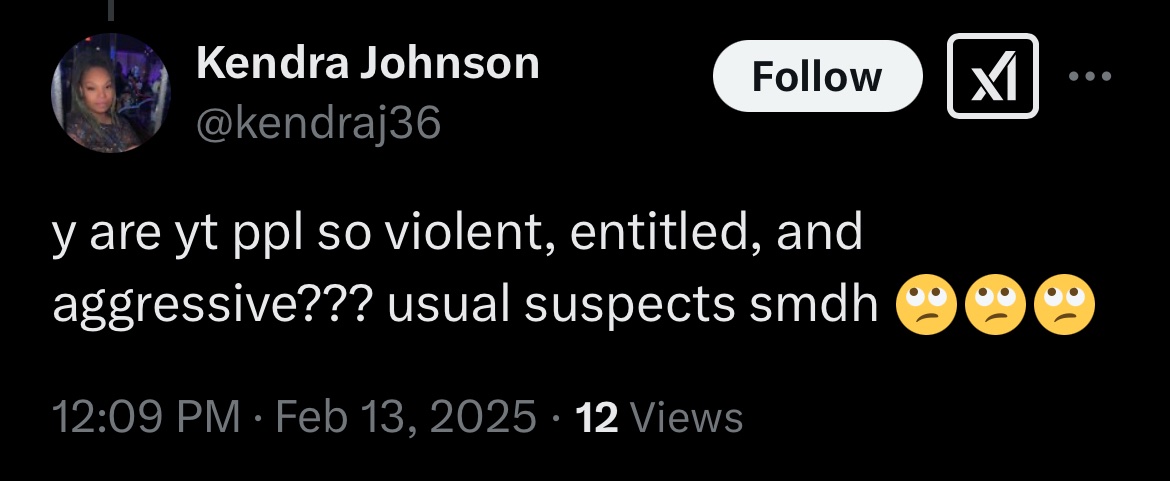 Kendra Johnson
Follow
@kendraj36
y are yt ppl so violent, entitled, and
aggressive??? usual suspects smdh 🙄🙄🙄
12:09 PM · Feb 13, 2025 · 12 Views